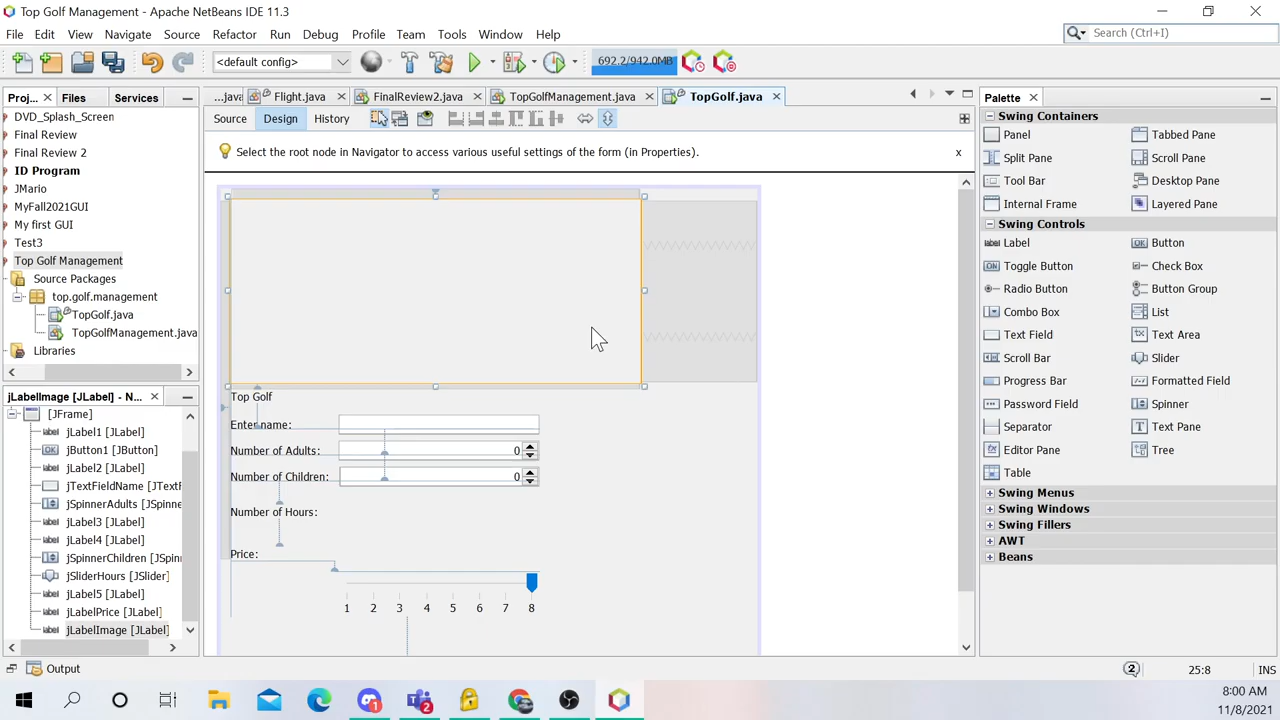 Top Golf Management - Apache NetBeans IDE 11.3
File Edit View Navigate Source Refactor Run Debug Profile Team Tools Window Help
Search (Ctrl+I)
<default config>
692,2/942.0MB
Proj... Files Services
...java Flight.java FinalReview2.java TopGolfManagement.java TopGolf.java
Source Design History
Select the root node in Navigator to access various useful settings of the form (in Properties).
DVD_Splash_Screen
Final Review
Final Review 2
ID Program
JMario
MyFall2021GUI
My first GUI
Test3
Top Golf Management
Source Packages
top.golf.management
TopGolf.java
TopGolfManagement.java
Libraries
jLabelImage [JLabel] - N...
[JFrame]
jLabel1 [JLabel]
jButton1 [JButton]
jLabel2 [JLabel]
jTextFieldName [JTextF
jSpinnerAdults [JSpinne
jLabel3 [JLabel]
jLabel4 [JLabel]
jSpinnerChildren [JSpin
jSliderHours [JSlider]
jLabel5 [JLabel]
jLabelPrice [JLabel]
jLabelImage [JLabel]
Output
Top Golf
Enter name:
Number of Adults: 0
Number of Children: 0
Number of Hours:
Price:
1 2 3 4 5 6 7 8
Palette
Swing Containers
Panel Tabbed Pane
Split Pane Scroll Pane
Tool Bar Desktop Pane
Internal Frame Layered Pane
Swing Controls
Label Button
Toggle Button Check Box
Radio Button Button Group
Combo Box List
Text Field Text Area
Scroll Bar Slider
Progress Bar Formatted Field
Password Field Spinner
Separator Text Pane
Editor Pane Tree
Table
Swing Menus
Swing Windows
Swing Fillers
AWT
Beans
2 25:8 INS
8:00 AM
11/8/2021